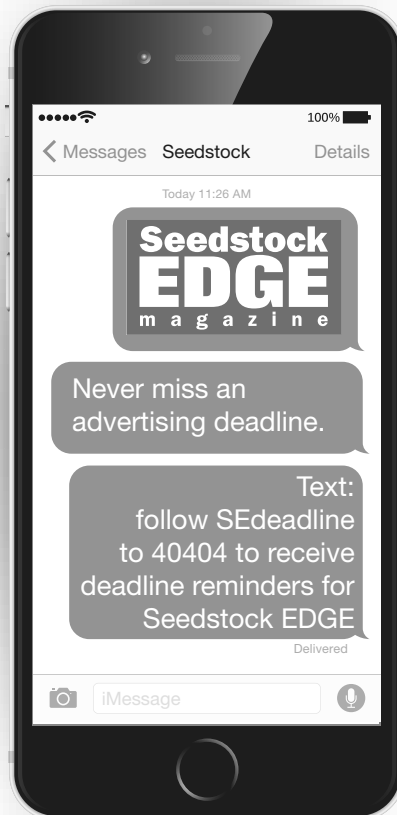 100%
Messages Seedstock Details
Today 11:26 AM
Seedstock
EDGE
magazine
Never miss an
advertising deadline.
Text:
follow SEdeadline
to 40404 to receive
deadline reminders for
Seedstock EDGE
Delivered
iMessage